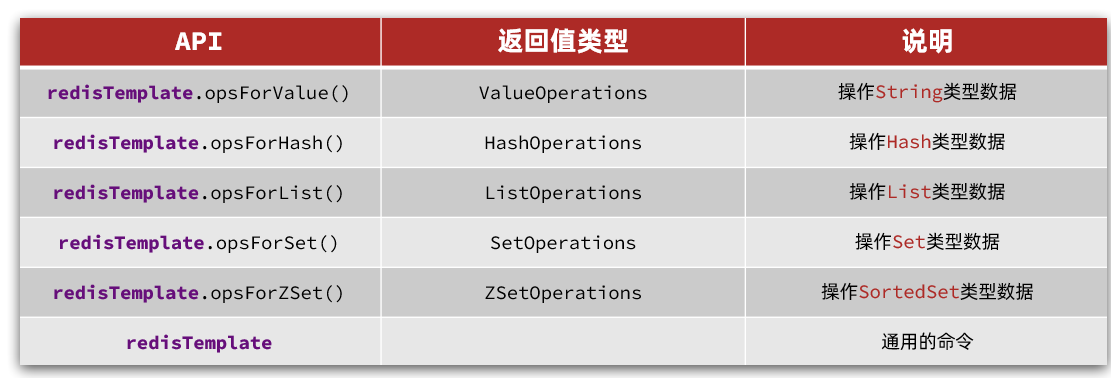 API 返回值类型 说明
redisTemplate.opsForValue() ValueOperations 操作String类型数据
redisTemplate.opsForHash() HashOperations 操作Hash类型数据
redisTemplate.opsForList() ListOperations 操作List类型数据
redisTemplate.opsForSet() SetOperations 操作Set类型数据
redisTemplate.opsForZSet() ZSetOperations 操作SortedSet类型数据
redisTemplate 通用的命令